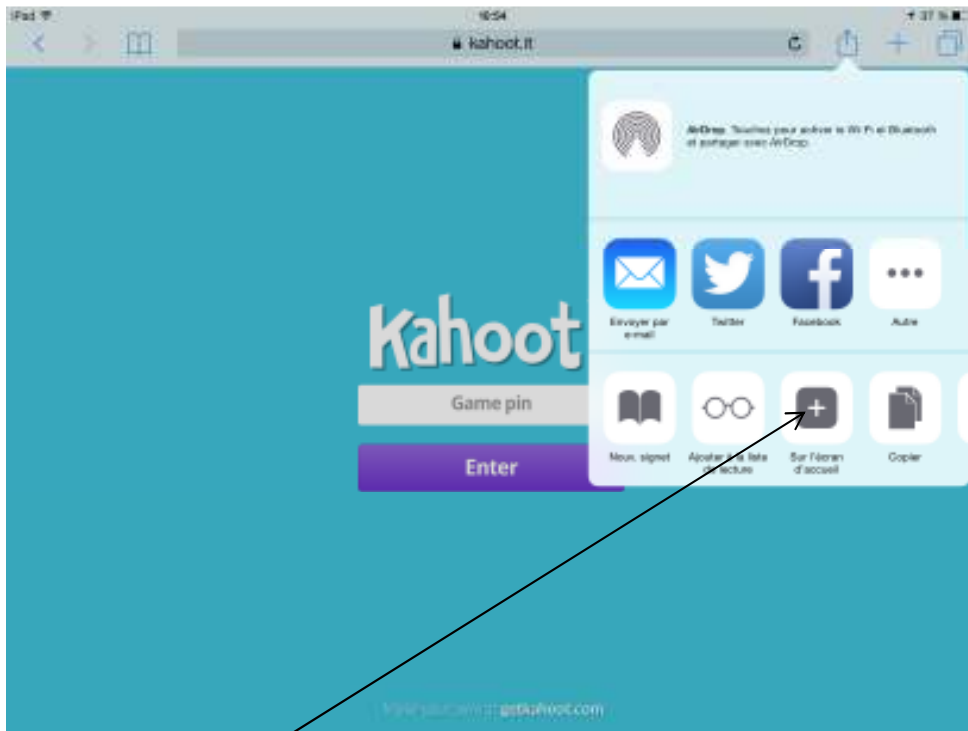 iPad
10:54
37 %
kahoot.it
AirDrop. Touchez pour activer le Wi-Fi et Bluetooth
et partager avec AirDrop.
Envoyer par
e-mail
Twitter
Facebook
Autre
Kahoot
Game pin
Enter
Nouv. signet
Ajouter à la liste
de lecture
Sur l'écran
d'accueil
Copier
getkahoot.com